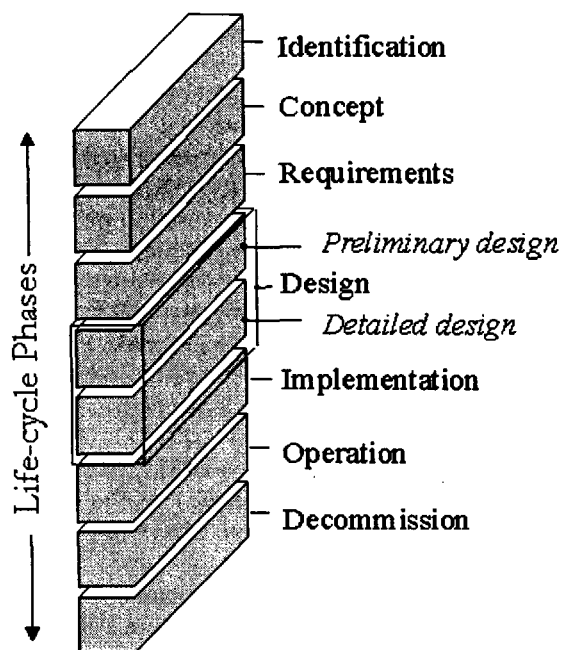 Identification
Concept
Requirements
Preliminary design
Design
Detailed design
Implementation
Operation
Decommission
Life-cycle Phases